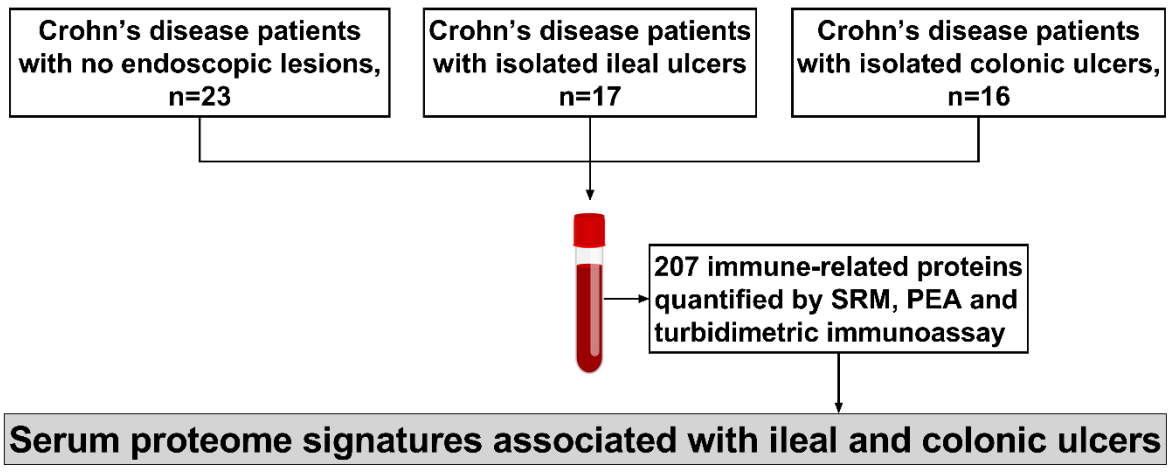 Crohn’s disease patients
with no endoscopic lesions,
n=23
Crohn’s disease patients
with isolated ileal ulcers
n=17
Crohn’s disease patients
with isolated colonic ulcers,
n=16
207 immune-related proteins
quantified by SRM, PEA and
turbidimetric immunoassay
Serum proteome signatures associated with ileal and colonic ulcers